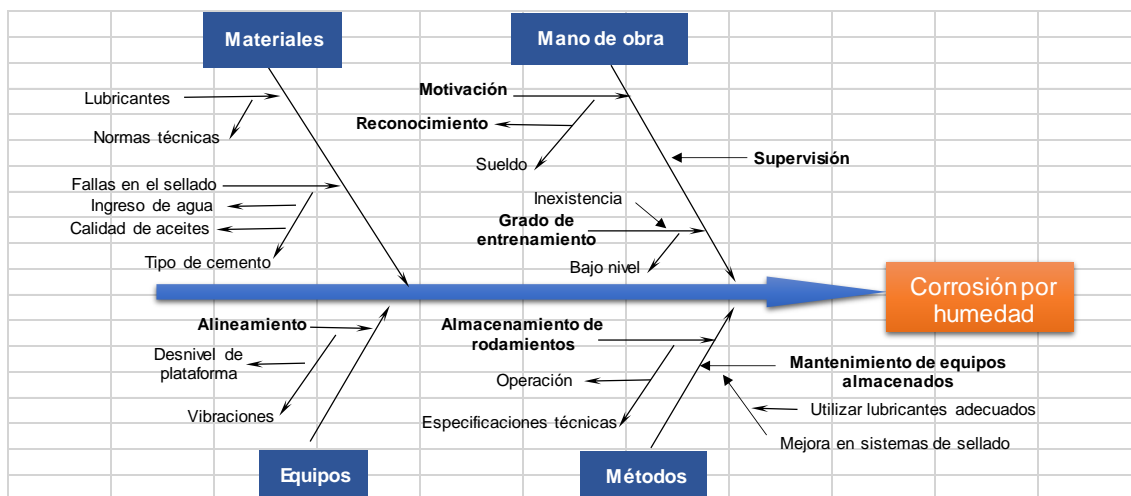 Materiales
Mano de obra
Lubricantes
Normas técnicas
Fallas en el sellado
Ingreso de agua
Calidad de aceites
Tipo de cemento
Motivación
Reconocimiento
Sueldo
Supervisión
Inexistencia
Grado de
entrenamiento
Bajo nivel
Corrosión por
humedad
Alineamiento
Desnivel de
plataforma
Vibraciones
Almacenamiento de
rodamientos
Operación
Especificaciones técnicas
Mantenimiento de equipos
almacenados
Utilizar lubricantes adecuados
Mejora en sistemas de sellado
Equipos
Métodos